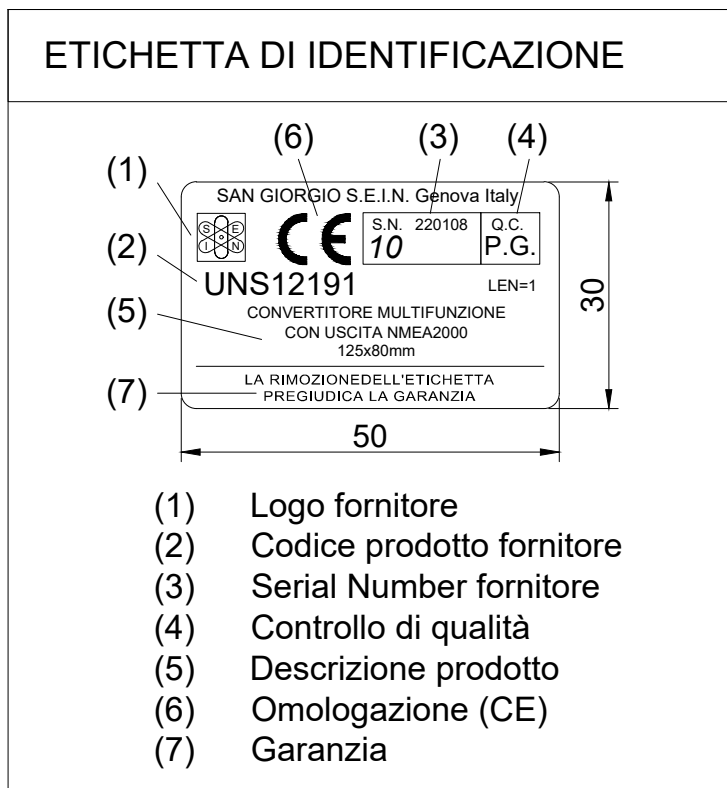 ETICHETTA DI IDENTIFICAZIONE
(6) (3) (4)
(1)
SAN GIORGIO S.E.I.N. Genova Italy
S E I N
CE
S.N. 220108
10
Q.C.
P.G.
(2)
UNS12191
LEN=1
30
(5)
CONVERTITORE MULTIFUNZIONE
CON USCITA NMEA2000
125x80mm
(7)
LA RIMOZIONEDELL'ETICHETTA
PREGIUDICA LA GARANZIA
50
(1) Logo fornitore
(2) Codice prodotto fornitore
(3) Serial Number fornitore
(4) Controllo di qualità
(5) Descrizione prodotto
(6) Omologazione (CE)
(7) Garanzia